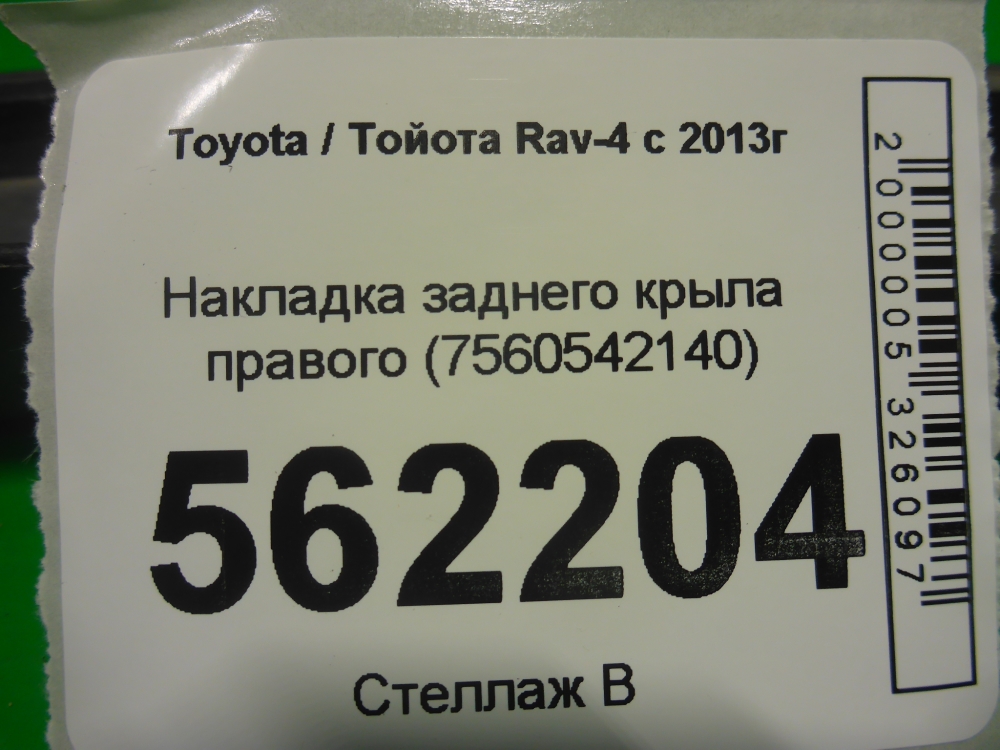 Toyota / Тойота Rav-4 с 2013г
Накладка заднего крыла
правого (7560542140)
562204
Стеллаж В
2000005326097